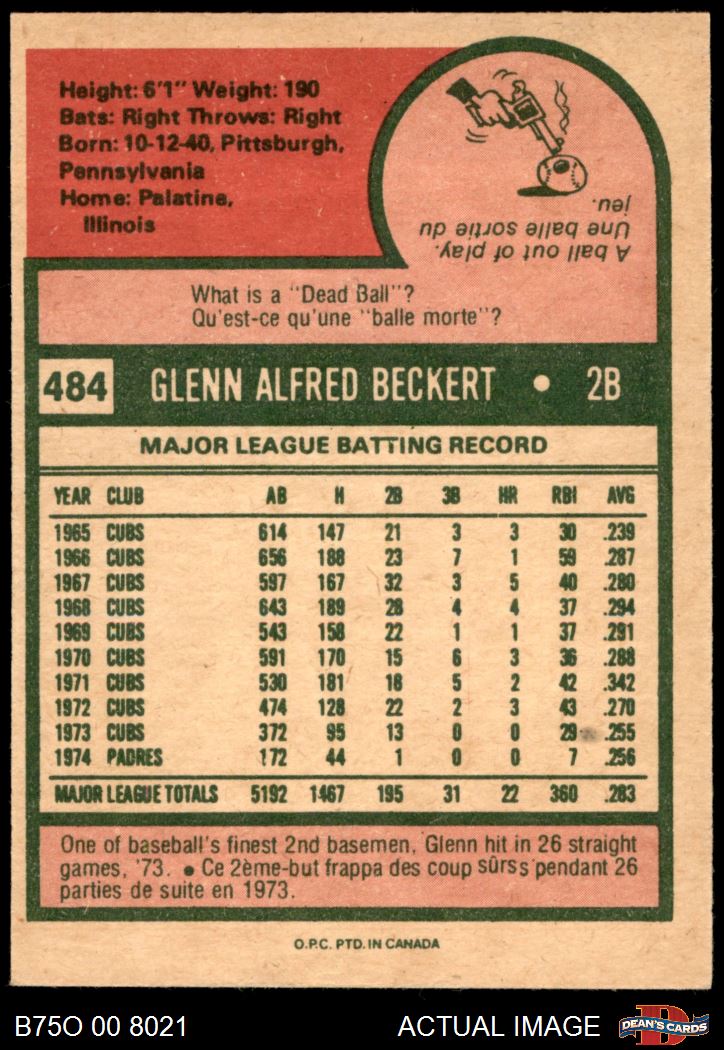 Height: 6'1" Weight: 190
Bats: Right Throws: Right
Born: 10-12-40, Pittsburgh,
Pennsylvania
Home: Palatine,
Illinois
A ball out of play.
Une balle sortie du
jeu.
What is a "Dead Ball"?
Qu'est-ce qu'une "balle morte"?
484 GLENN ALFRED BECKERT • 2B
MAJOR LEAGUE BATTING RECORD
YEAR CLUB AB H 2B 3B HR RBI AVG
1965 CUBS 614 147 21 3 3 30 .239
1966 CUBS 656 188 23 7 1 59 .287
1967 CUBS 597 167 32 3 5 40 .280
1968 CUBS 643 189 28 4 4 37 .294
1969 CUBS 543 158 22 1 1 37 .291
1970 CUBS 591 170 15 6 3 36 .288
1971 CUBS 530 181 18 5 2 42 .342
1972 CUBS 474 128 22 2 3 43 .270
1973 CUBS 372 95 13 0 0 29 .255
1974 PADRES 172 44 1 0 0 7 .256
MAJOR LEAGUE TOTALS 5192 1467 195 31 22 360 .283
One of baseball's finest 2nd basemen, Glenn hit in 26 straight
games, '73. • Ce 2ème-but frappa des coup sûrs s pendant 26
parties de suite en 1973.
O.P.C. PTD. IN CANADA
B75O 00 8021 ACTUAL IMAGE DEAN'S CARDS